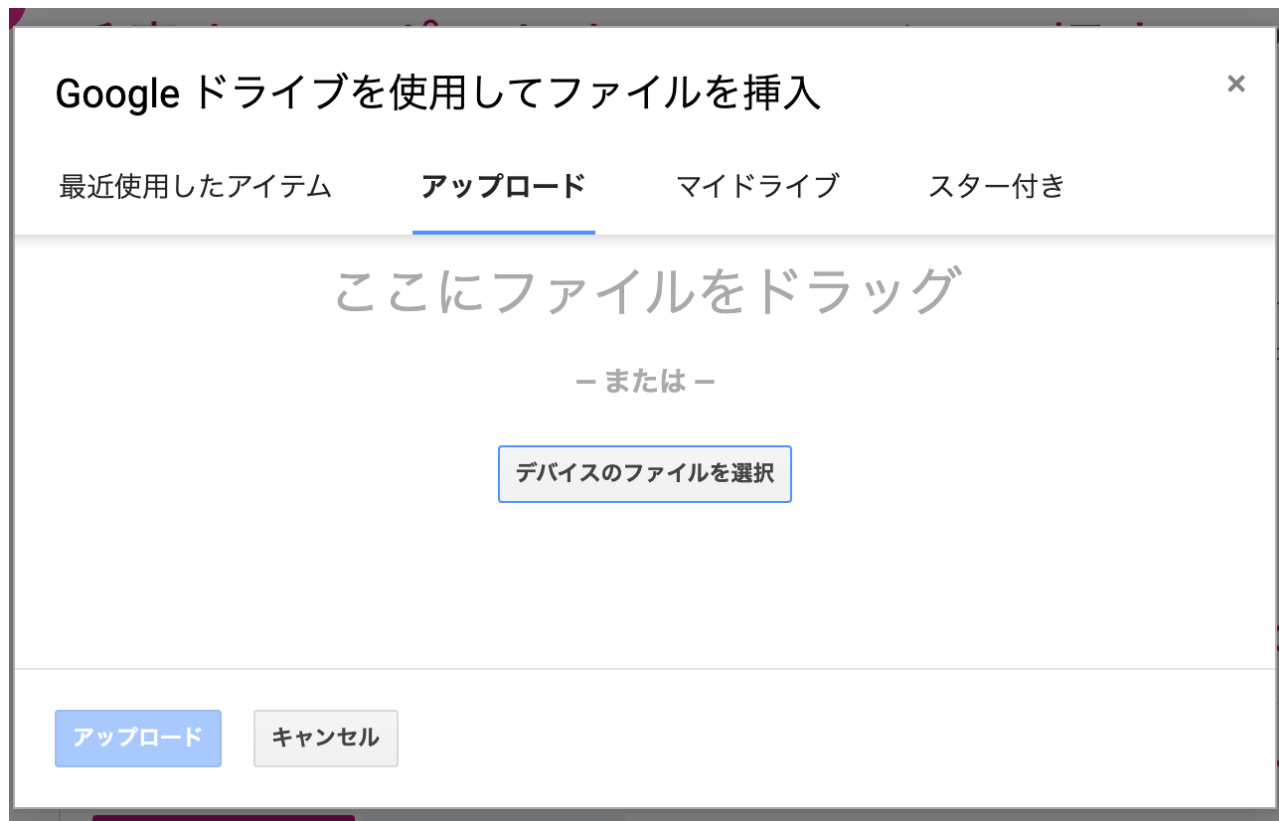 Google ドライブを使用してファイルを挿入
×
最近使用したアイテム アップロード マイドライブ スター付き
ここにファイルをドラッグ
– または –
デバイスのファイルを選択
アップロード キャンセル